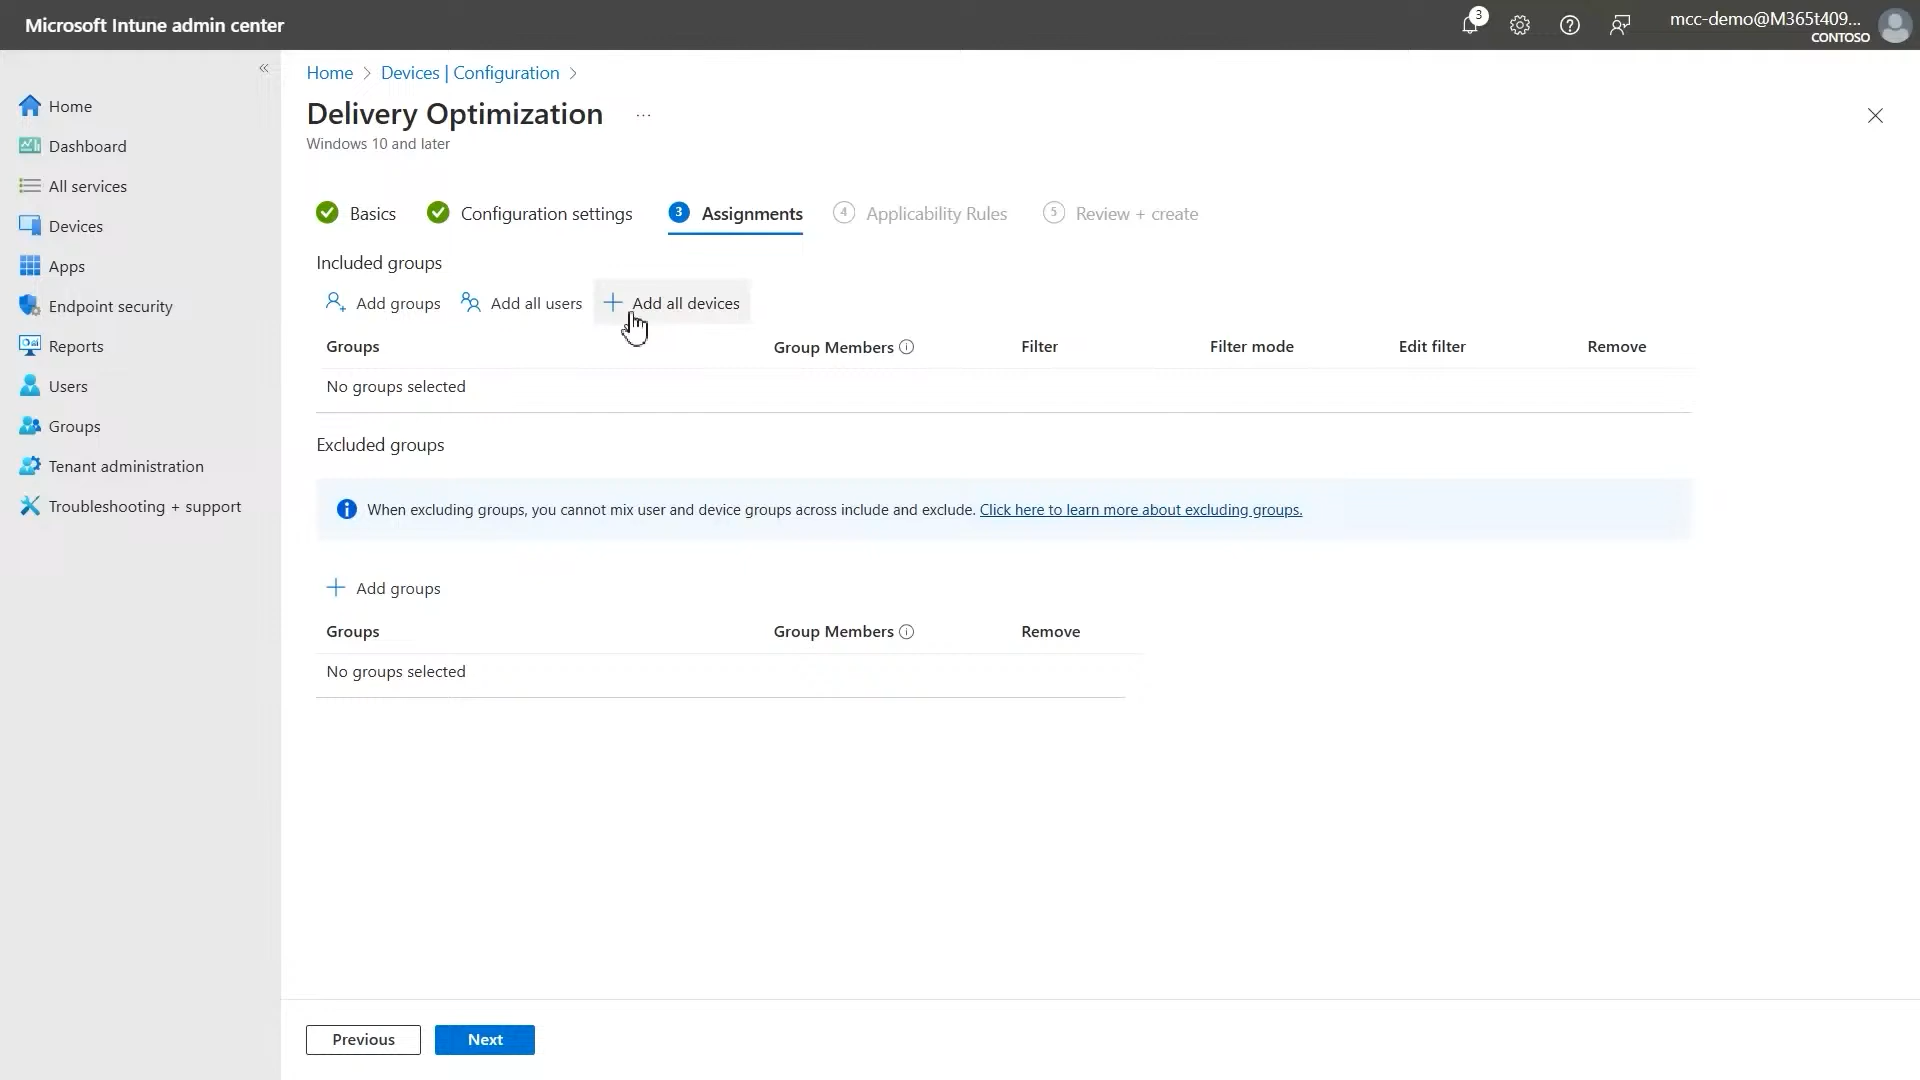 Microsoft Intune admin center
3
mcc-demo@M365t409...
CONTOSO
Home
Dashboard
All services
Devices
Apps
Endpoint security
Reports
Users
Groups
Tenant administration
Troubleshooting + support
Home > Devices | Configuration >
Delivery Optimization ...
Windows 10 and later
Basics
Configuration settings
3 Assignments
4 Applicability Rules
5 Review + create
Included groups
Add groups
Add all users
Add all devices
Groups Group Members Filter Filter mode Edit filter Remove
No groups selected
Excluded groups
When excluding groups, you cannot mix user and device groups across include and exclude. Click here to learn more about excluding groups.
Add groups
Groups Group Members Remove
No groups selected
Previous
Next